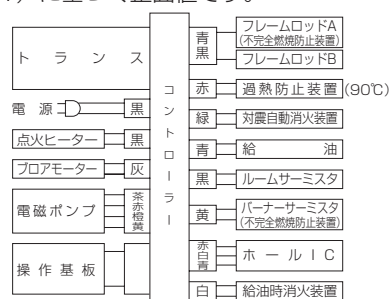 青
黒
フレームロッドA
(不完全燃焼防止装置)
フレームロッドB
トランス
コントローラー
赤
過熱防止装置
(90℃)
電源
黒
緑
対震自動消火装置
点火ヒーター
黒
青
給油
ブロアモーター
灰
黒
ルームサーミスタ
電磁ポンプ
茶
赤
橙
黄
黄
バーナーサーミスタ
(不完全燃焼防止装置)
操作基板
赤
白
青
ホールIC
白
給油時消火装置